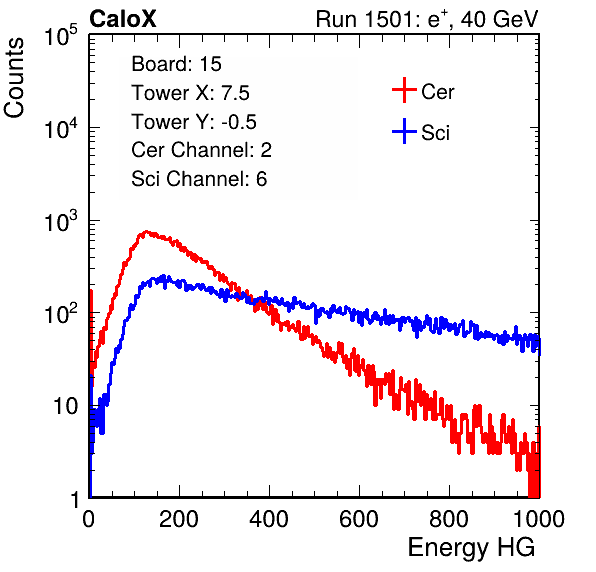 CaloX Run 1501: e⁺, 40 GeV
Counts
10⁵
10⁴
10³
10²
10
1
Board: 15
Tower X: 7.5
Tower Y: -0.5
Cer Channel: 2
Sci Channel: 6
Cer
Sci
0 200 400 600 800 1000
Energy HG